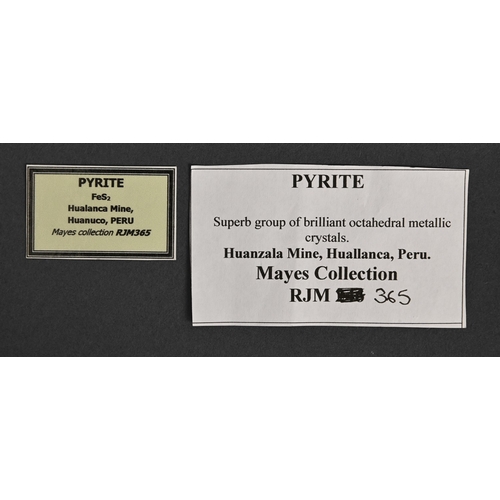 PYRITE
FeS₂
Hualanca Mine,
Huanuco, PERU
Mayes collection RJM365
PYRITE
Superb group of brilliant octahedral metallic
crystals.
Huanzala Mine, Huallanca, Peru.
Mayes Collection
RJM 365